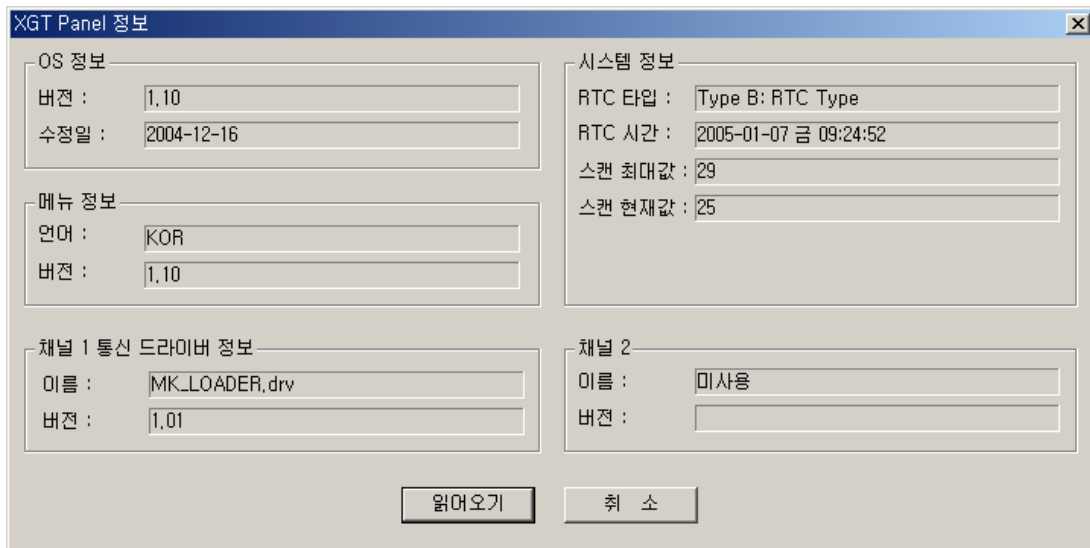 XGT Panel 정보
OS 정보
버전 : 1.10
수정일 : 2004-12-16
메뉴 정보
언어 : KOR
버전 : 1.10
시스템 정보
RTC 타입 : Type B: RTC Type
RTC 시간 : 2005-01-07 금 09:24:52
스캔 최대값 : 29
스캔 현재값 : 25
채널 1 통신 드라이버 정보
이름 : MK_LOADER.drv
버전 : 1.01
채널 2
이름 : 미사용
버전 :
읽어오기
취 소